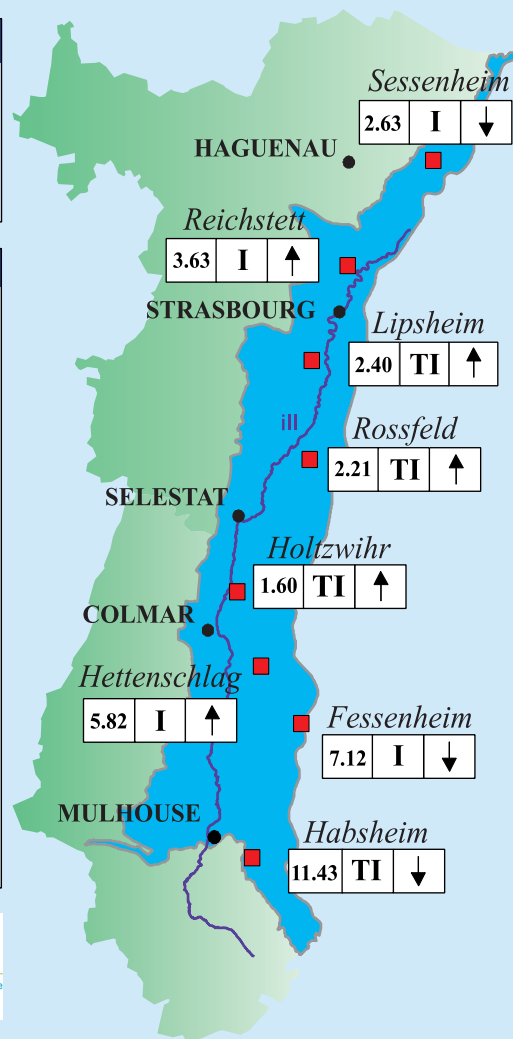 Sessenheim
2.63 I ↓
HAGUENAU
Reichstett
3.63 I ↑
STRASBOURG
Lipsheim
2.40 TI ↑
ill
Rossfeld
2.21 TI ↑
SELESTAT
Holtzwihr
1.60 TI ↑
COLMAR
Hettenschlag
5.82 I ↑
Fessenheim
7.12 I ↓
MULHOUSE
Habsheim
11.43 TI ↓